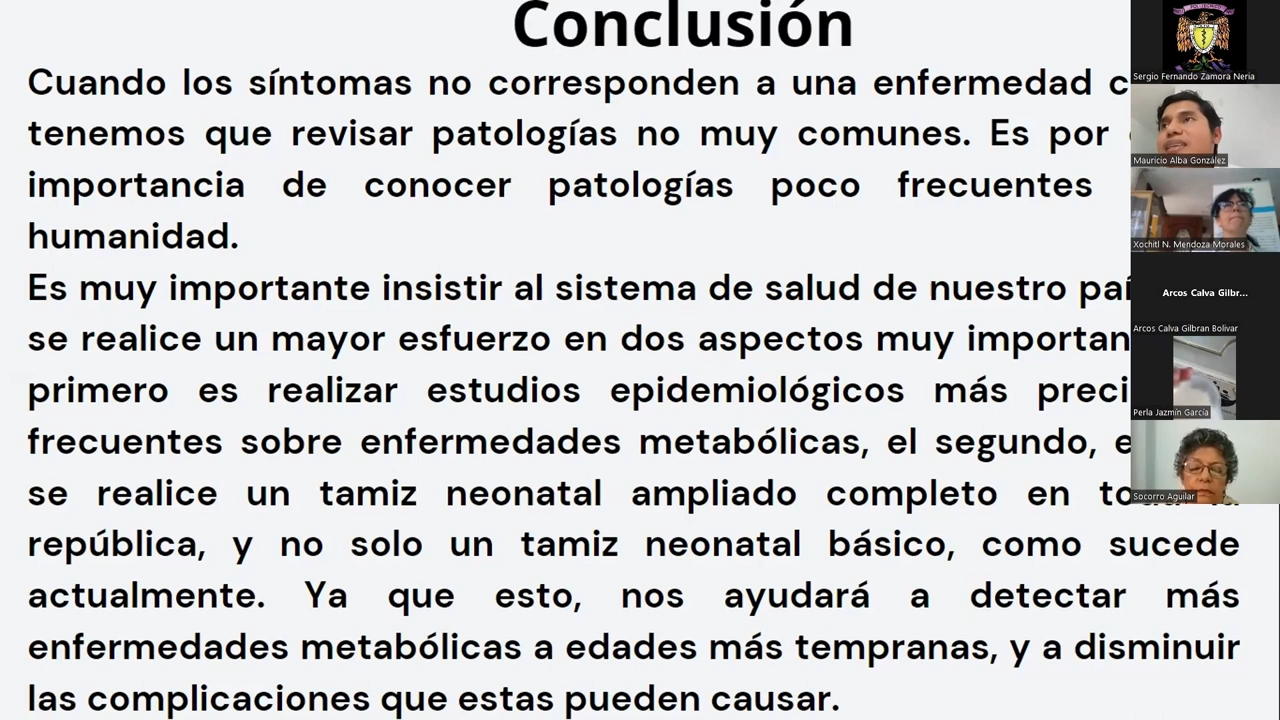 Conclusión
Cuando los síntomas no corresponden a una enfermedad
tenemos que revisar patologías no muy comunes. Es por
importancia de conocer patologías poco frecuentes
humanidad.
Es muy importante insistir al sistema de salud de nuestro
se realice un mayor esfuerzo en dos aspectos muy
primero es realizar estudios epidemiológicos más
frecuentes sobre enfermedades metabólicas, el segundo,
se realice un tamiz neonatal ampliado completo en
república, y no solo un tamiz neonatal básico, como sucede
actualmente. Ya que esto, nos ayudará a detectar más
enfermedades metabólicas a edades más tempranas, y a disminuir
las complicaciones que estas pueden causar.
Sergio Fernando Zamora Neria
Mauricio Alba González
Xochitl N. Mendoza Morales
Arcos Calva Gilbr...
Arcos Calva Gilbran Bolivar
Perla Jazmín García
Socorro Aguilar